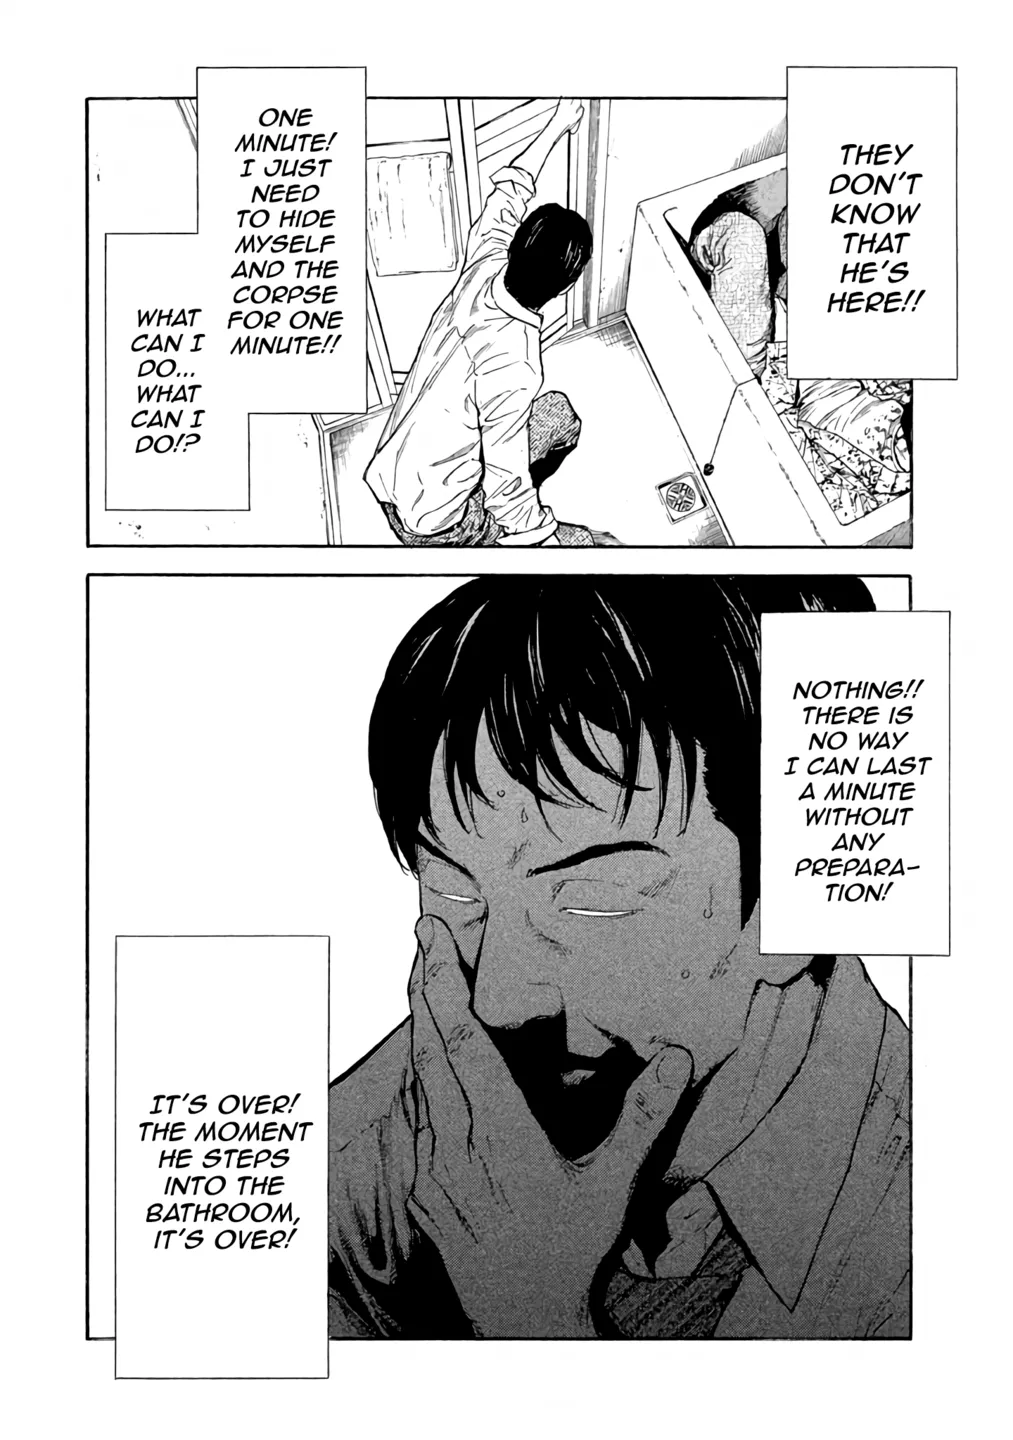 THEY
DON'T
KNOW
THAT
HE'S
HERE!!
ONE
MINUTE!
I JUST
NEED
TO HIDE
MYSELF
AND THE
CORPSE
FOR ONE
MINUTE!!
WHAT
CAN I
DO...
WHAT
CAN I
DO!?
NOTHING!!
THERE IS
NO WAY
I CAN LAST
A MINUTE
WITHOUT
ANY
PREPARA-
TION!
IT'S OVER!
THE MOMENT
HE STEPS
INTO THE
BATHROOM,
IT'S OVER!